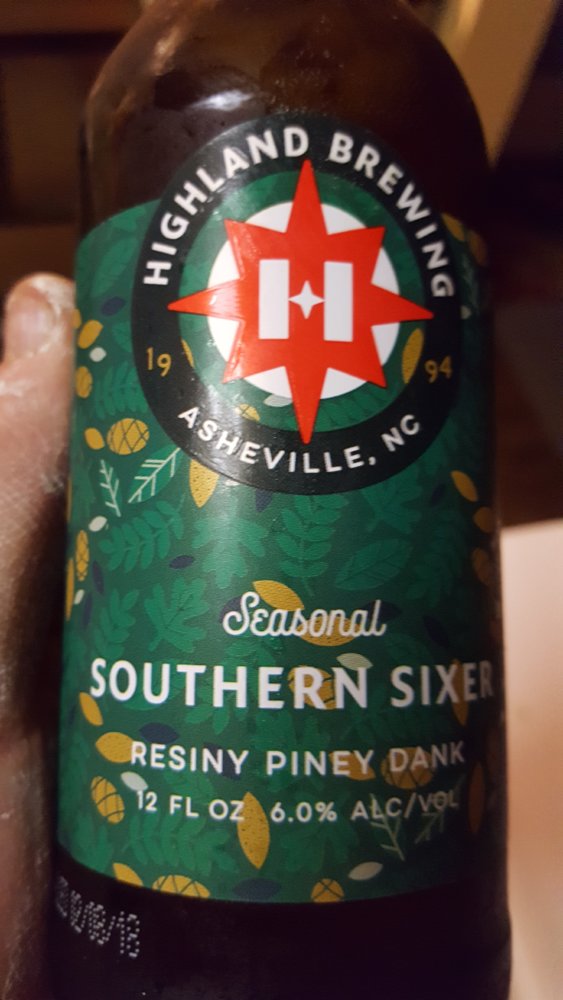 HIGHLAND BREWING
H
19 94
ASHEVILLE, NC
Seasonal
SOUTHERN SIXER
RESINY PINEY DANK
12 FL OZ 6.0% ALC/VOL